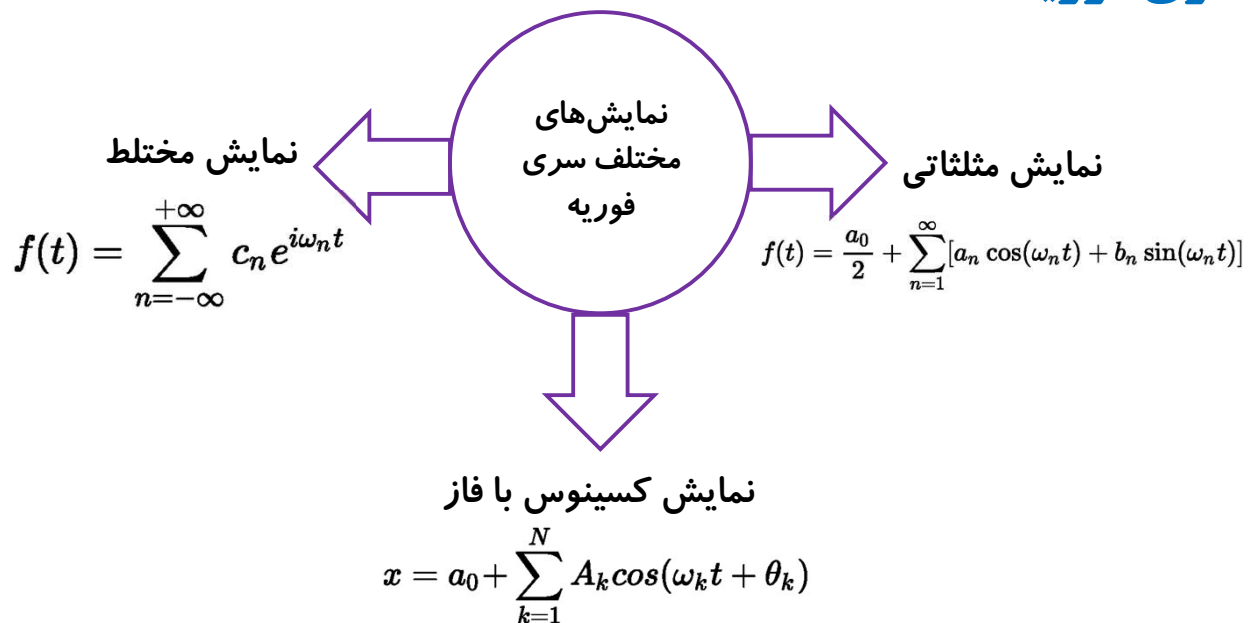 نمایش‌های
مختلف سری
فوریه
نمایش مثلثاتی
f(t) = \frac{a_0}{2} + \sum_{n=1}^{\infty} [a_n \cos(\omega_n t) + b_n \sin(\omega_n t)]
نمایش مختلط
f(t) = \sum_{n=-\infty}^{+\infty} c_n e^{i\omega_n t}
نمایش کسینوس با فاز
x = a_0 + \sum_{k=1}^{N} A_k cos(\omega_k t + \theta_k)